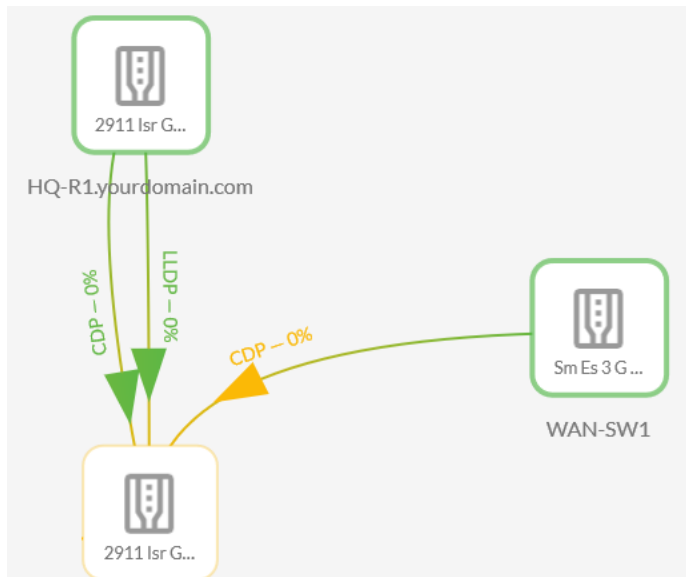 2911 Isr G...
HQ-R1.yourdomain.com
CDP – 0%
LLDP – 0%
CDP – 0%
Sm Es 3 G ...
WAN-SW1
2911 Isr G...